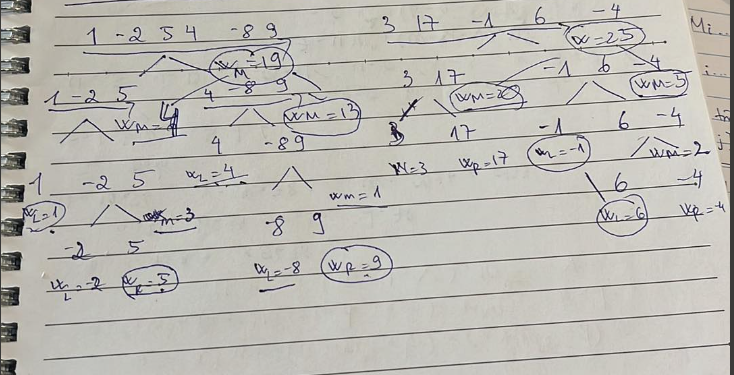 1 -2 5 4 -8 9 3 17 -1 6 -4
w_M=19 w=25
1 -2 5 4 -8 9 3 17 -1 6 -4
w_M=4 w_M=13 w_M=20 w_M=5
4 -8 9 3 17 -1 6 -4
1 -2 5 w_L=4 w=3 w_R=17 w_L=-1 w_M=2
w_L=1 m=3 w_m=1 6 -4
-2 5 -8 9 w_L=6 w_R=-4
w_L=-2 w_R=5 w_L=-8 w_R=9
Mi...
i...